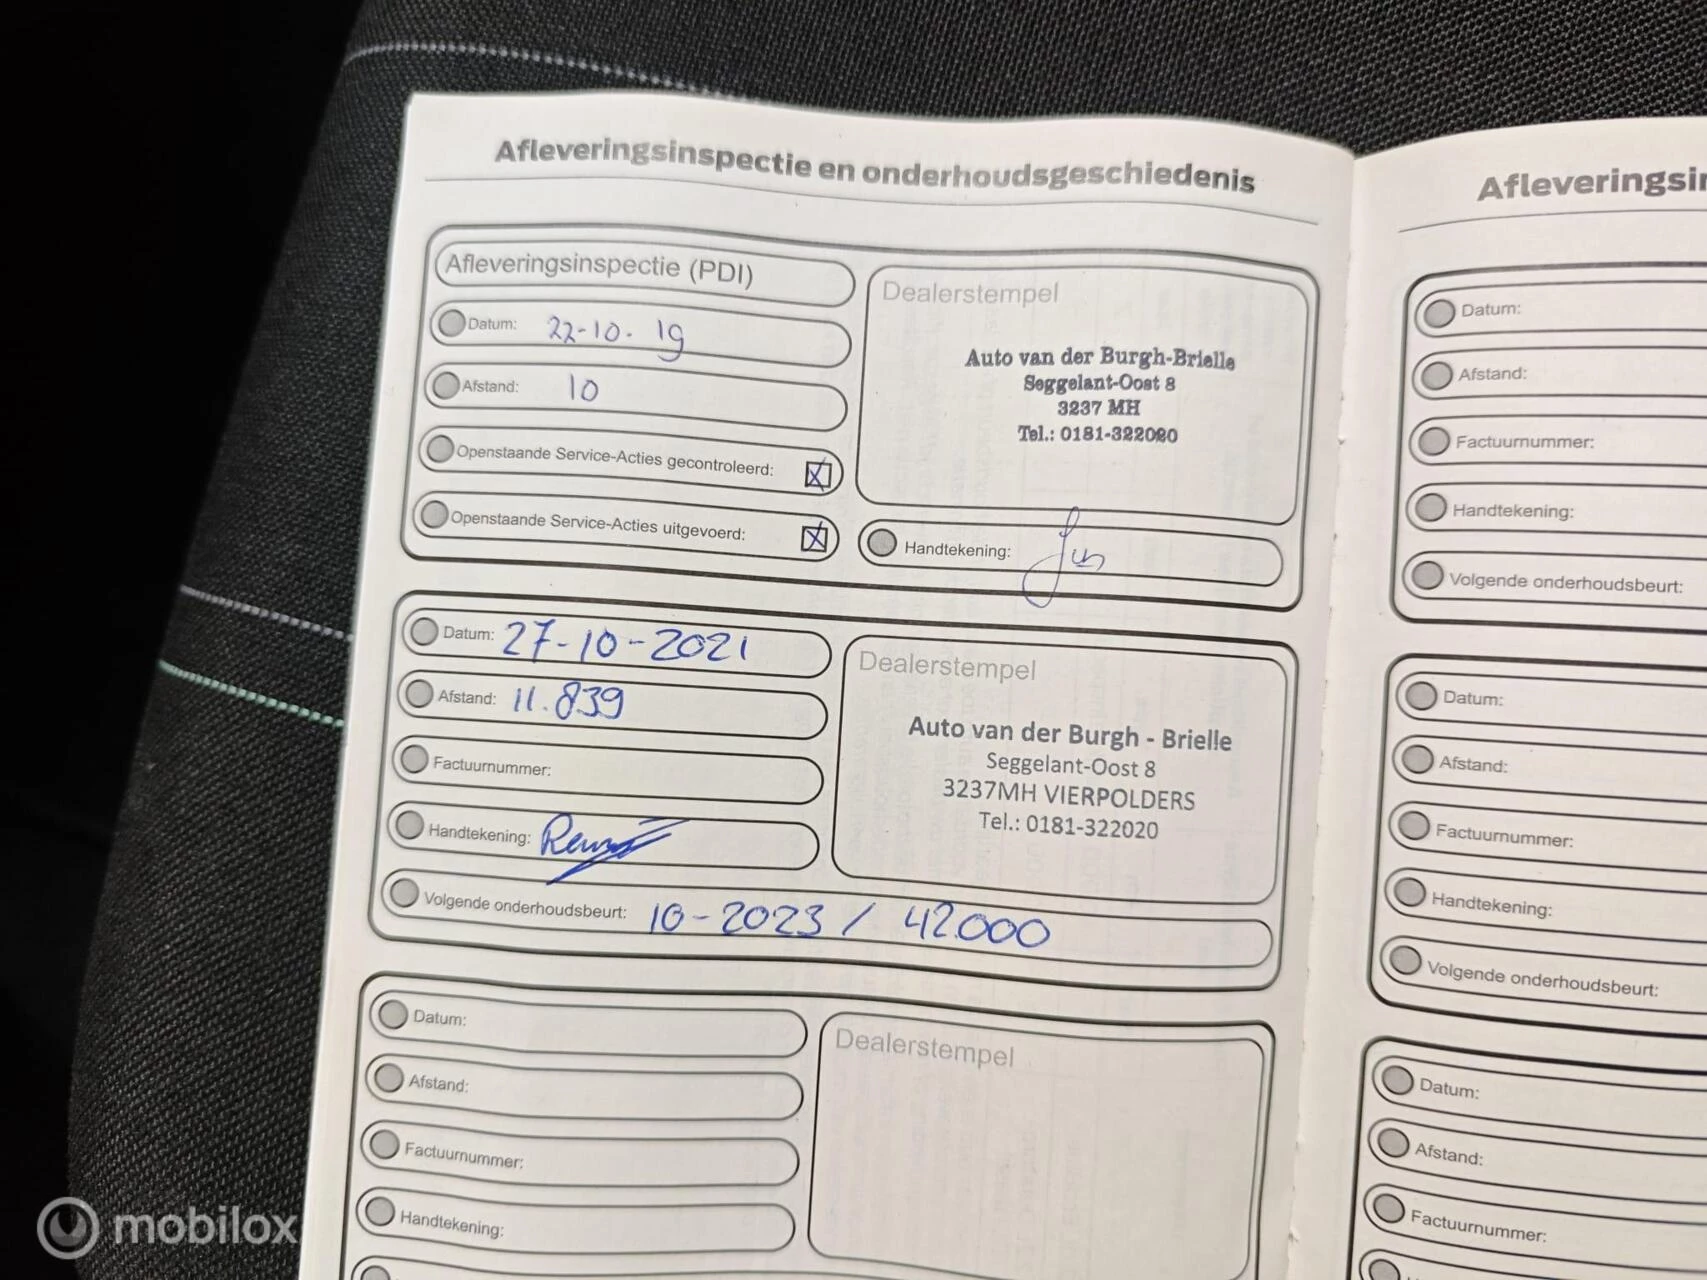 Afleveringsinspectie en onderhoudsgeschiedenis
Afleveringsinspectie (PDI)
Datum: 22-10-19
Afstand: 10
Openstaande Service-Acties gecontroleerd: X
Openstaande Service-Acties uitgevoerd: X
Dealerstempel
Auto van der Burgh-Brielle
Seggelant-Oost 8
3237 MH
Tel.: 0181-322020
Handtekening:
Datum: 27-10-2021
Afstand: 11.839
Factuurnummer:
Handtekening:
Volgende onderhoudsbeurt: 10-2023 / 42.000
Dealerstempel
Auto van der Burgh - Brielle
Seggelant-Oost 8
3237MH VIERPOLDERS
Tel.: 0181-322020
Datum:
Afstand:
Factuurnummer:
Handtekening:
Dealerstempel
Datum:
Afstand:
Factuurnummer:
Handtekening:
Volgende onderhoudsbeurt:
Datum:
Afstand:
Factuurnummer:
Handtekening:
Volgende onderhoudsbeurt:
Datum:
Afstand:
Factuurnummer:
mobilox